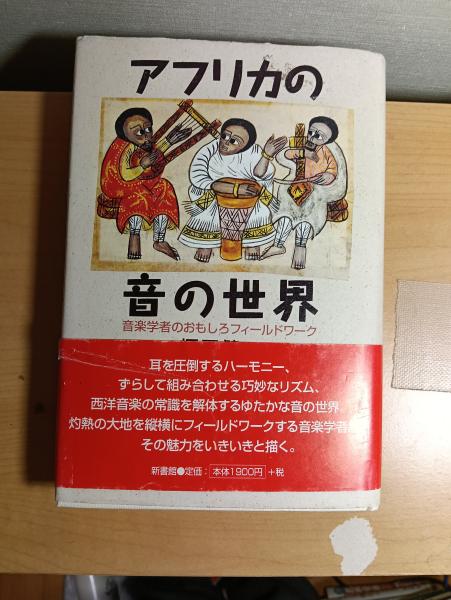 アフリカの
音の世界
音楽学者のおもしろフィールドワーク
耳を圧倒するハーモニー、
ずらして組み合わせる巧妙なリズム、
西洋音楽の常識を解体するゆたかな音の世界。
灼熱の大地を縦横にフィールドワークする音楽学者が
その魅力をいきいきと描く。
新書館●定価：本体1900円+税